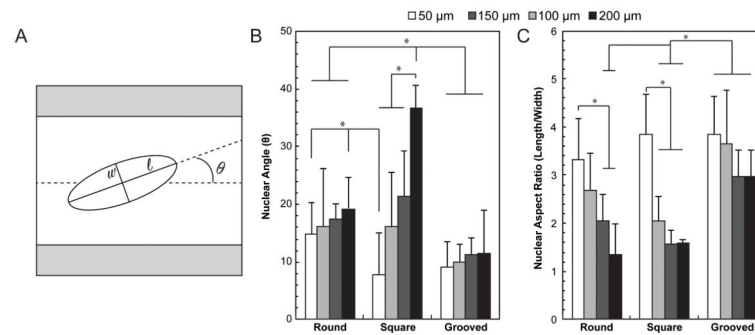 50 µm 150 µm 100 µm 200 µm
A
w
l
θ
B
Nuclear Angle (θ)
50
40
30
20
10
0
*
*
*
Round Square Grooved
C
Nuclear Aspect Ratio (Length/Width)
6
5
4
3
2
1
0
*
*
*
Round Square Grooved